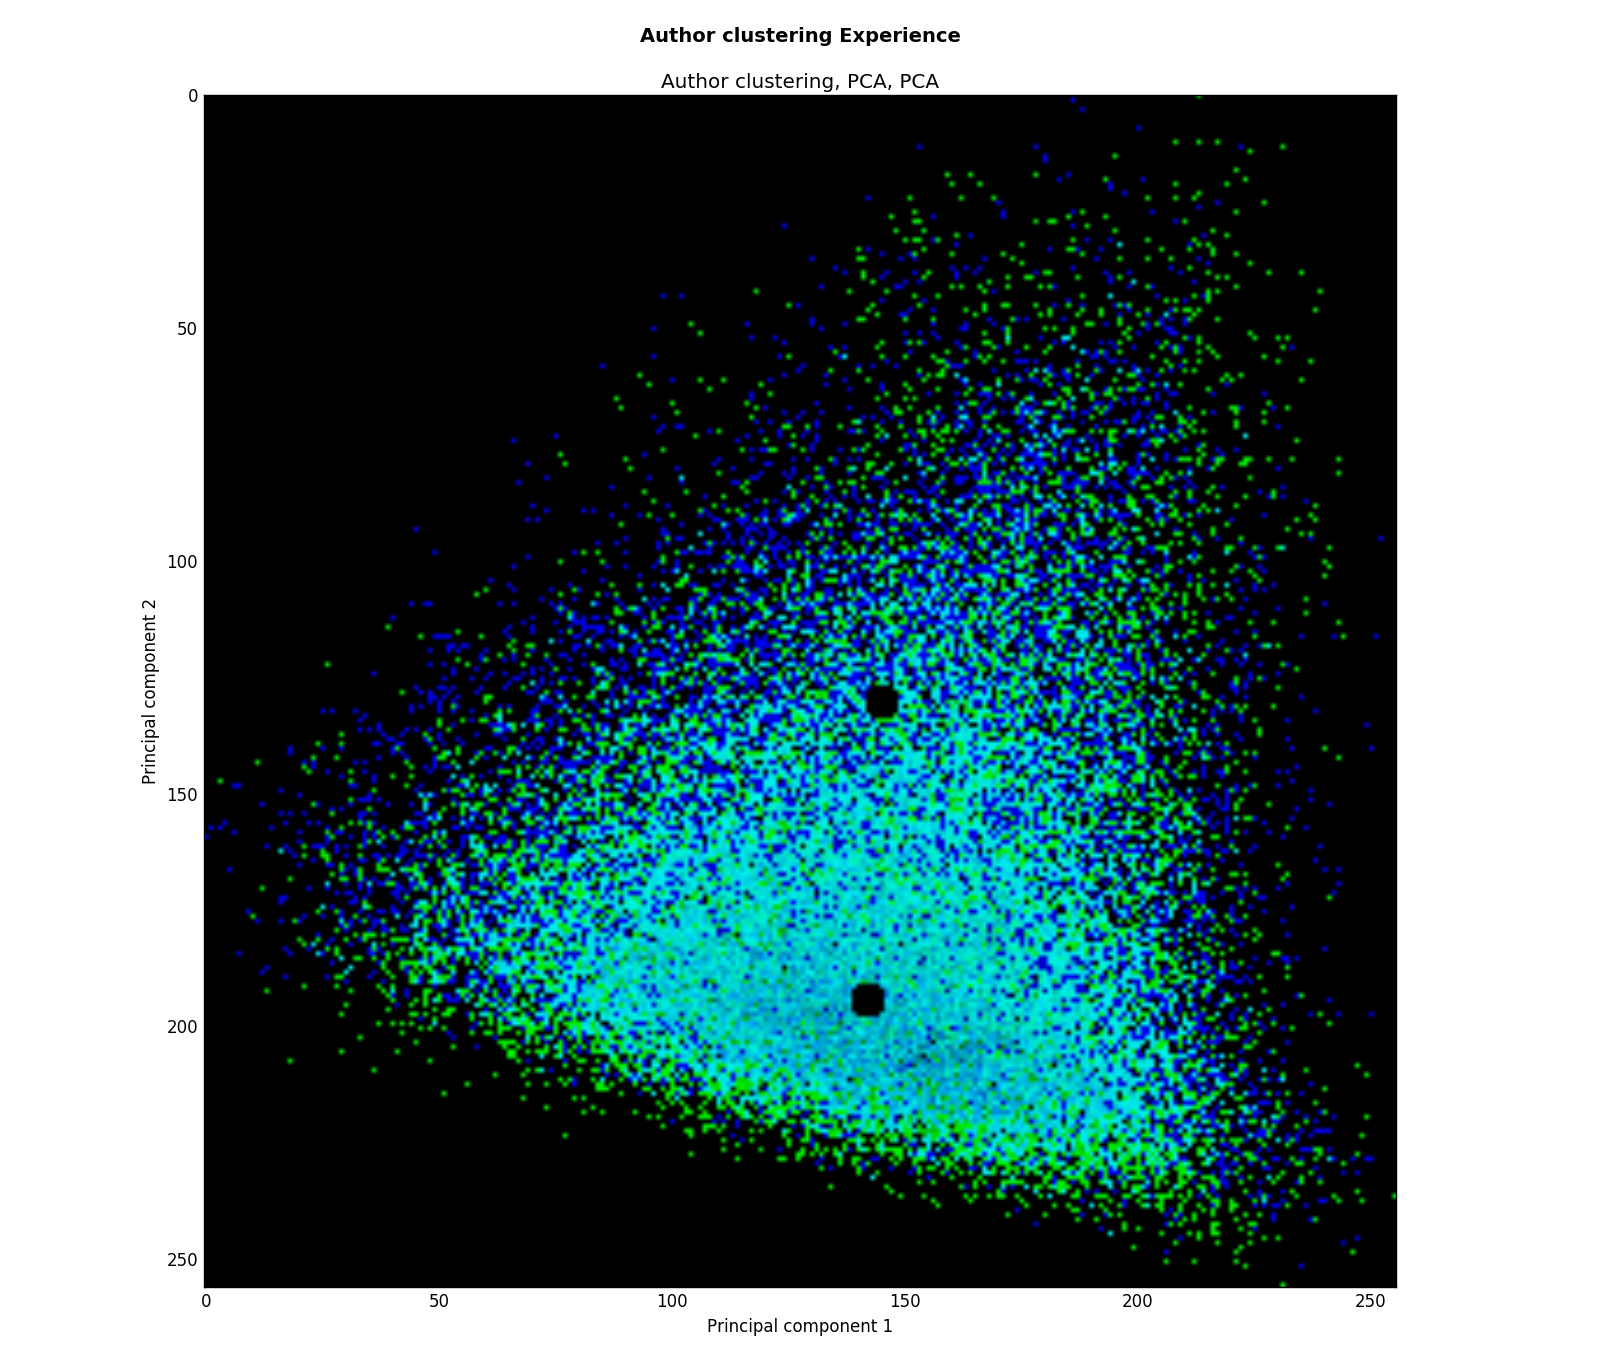 Author clustering Experience
Author clustering, PCA, PCA
0
50
100
150
200
250
Principal component 2
0 50 100 150 200 250
Principal component 1